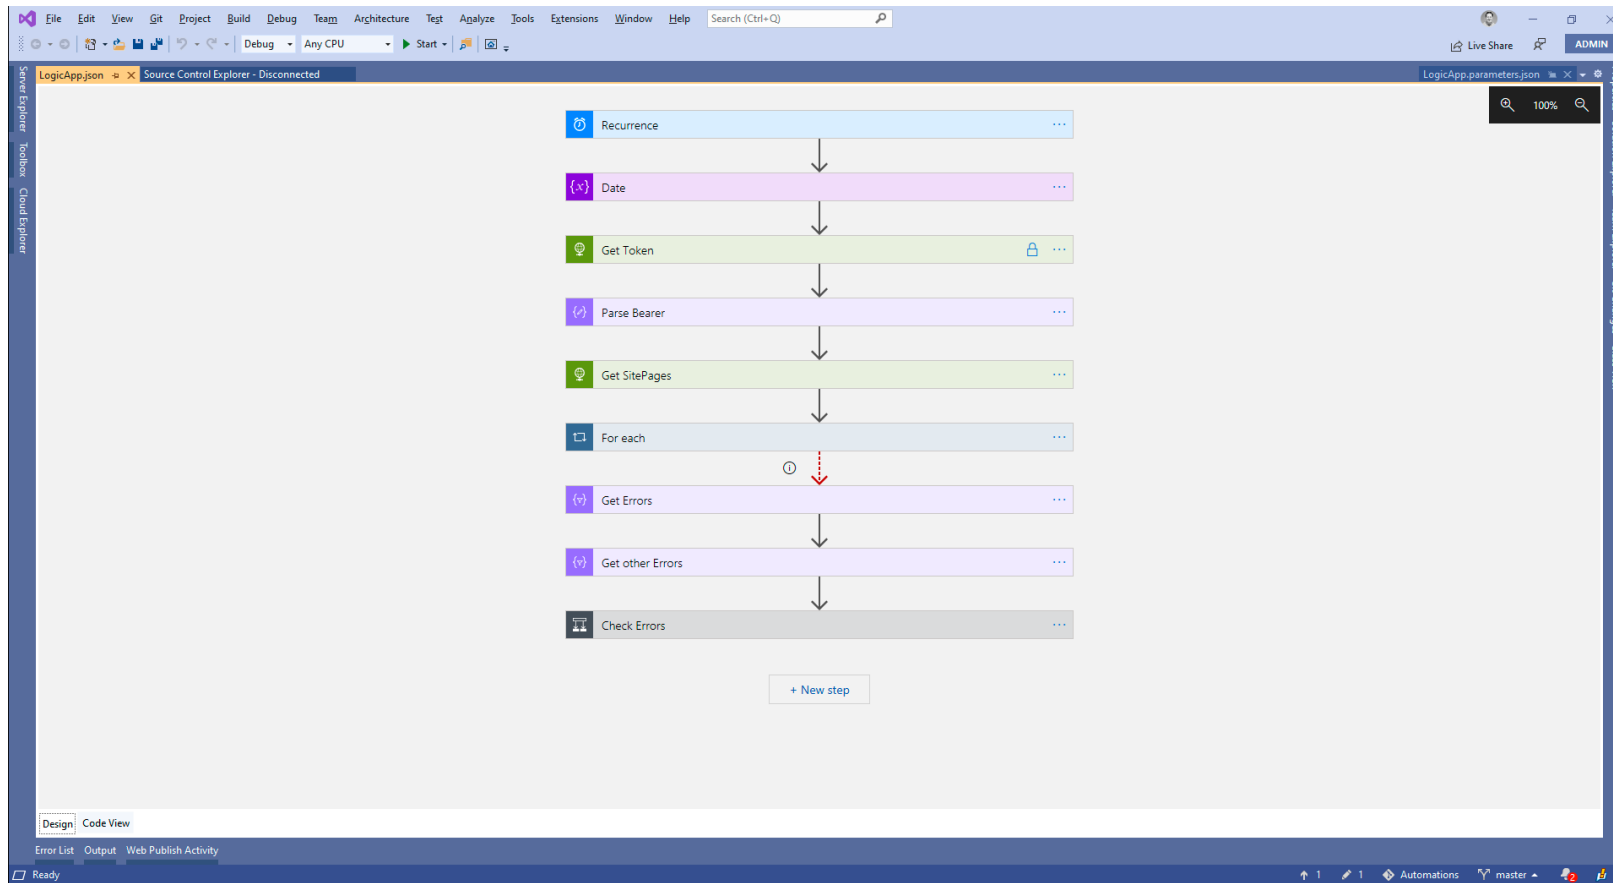 File Edit View Git Project Build Debug Team Architecture Test Analyze Tools Extensions Window Help Search (Ctrl+Q)
Debug Any CPU Start Live Share ADMIN
LogicApp.json Source Control Explorer - Disconnected LogicApp.parameters.json
Server Explorer
Toolbox
Cloud Explorer
100%
Recurrence
{x} Date
Get Token
Parse Bearer
Get SitePages
For each
Get Errors
Get other Errors
Check Errors
+ New step
Design Code View
Error List Output Web Publish Activity
Ready 1 1 Automations master 2